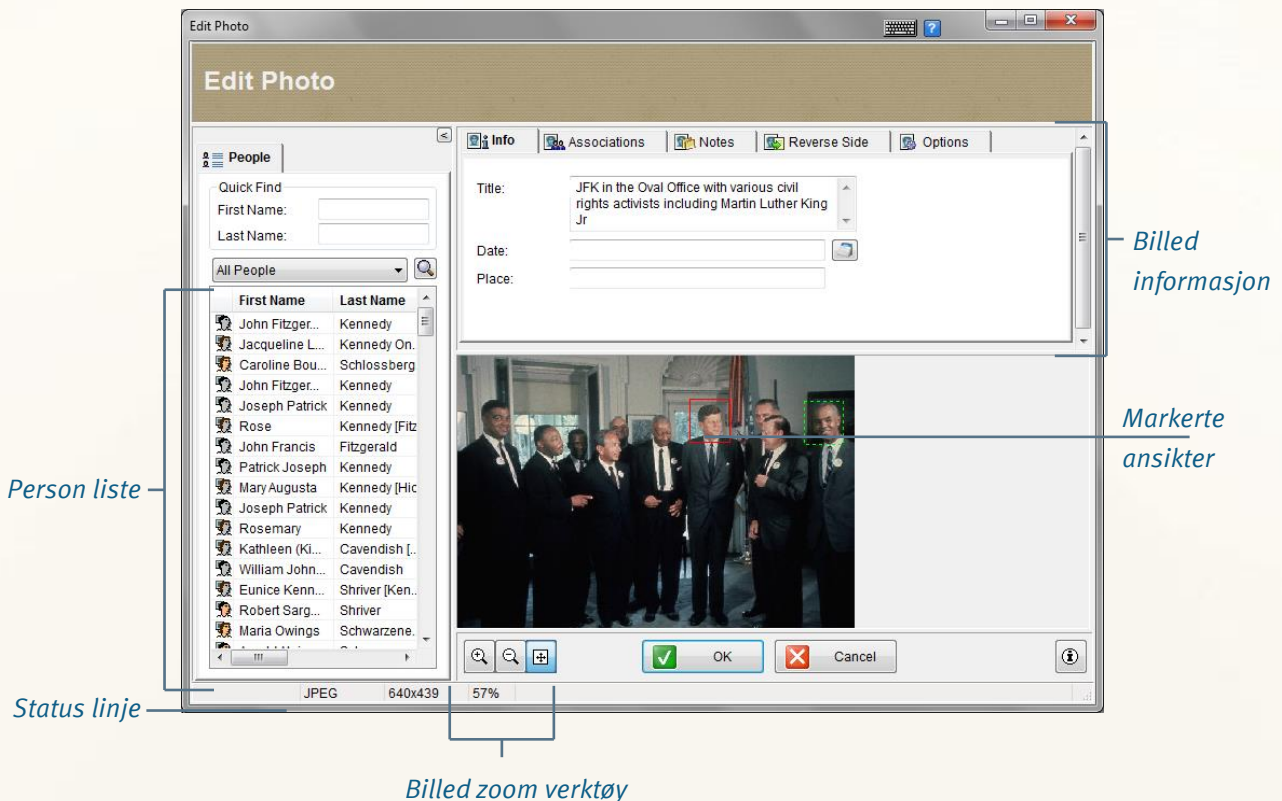 Edit Photo
Edit Photo
People
Quick Find
First Name:
Last Name:
All People
First Name Last Name
John Fitzger... Kennedy
Jacqueline L... Kennedy On.
Caroline Bou... Schlossberg
John Fitzger... Kennedy
Joseph Patrick Kennedy
Rose Kennedy [Fitz
John Francis Fitzgerald
Patrick Joseph Kennedy
Mary Augusta Kennedy [Hic
Joseph Patrick Kennedy
Rosemary Kennedy
Kathleen (Ki... Cavendish [..
William John... Cavendish
Eunice Kenn... Shriver [Ken..
Robert Sarg... Shriver
Maria Owings Schwarzene.
Info Associations Notes Reverse Side Options
Title: JFK in the Oval Office with various civil
rights activists including Martin Luther King
Jr
Date:
Place:
OK Cancel
JPEG 640x439 57%
Billed
informasjon
Markerte
ansikter
Person liste
Status linje
Billed zoom verktøy